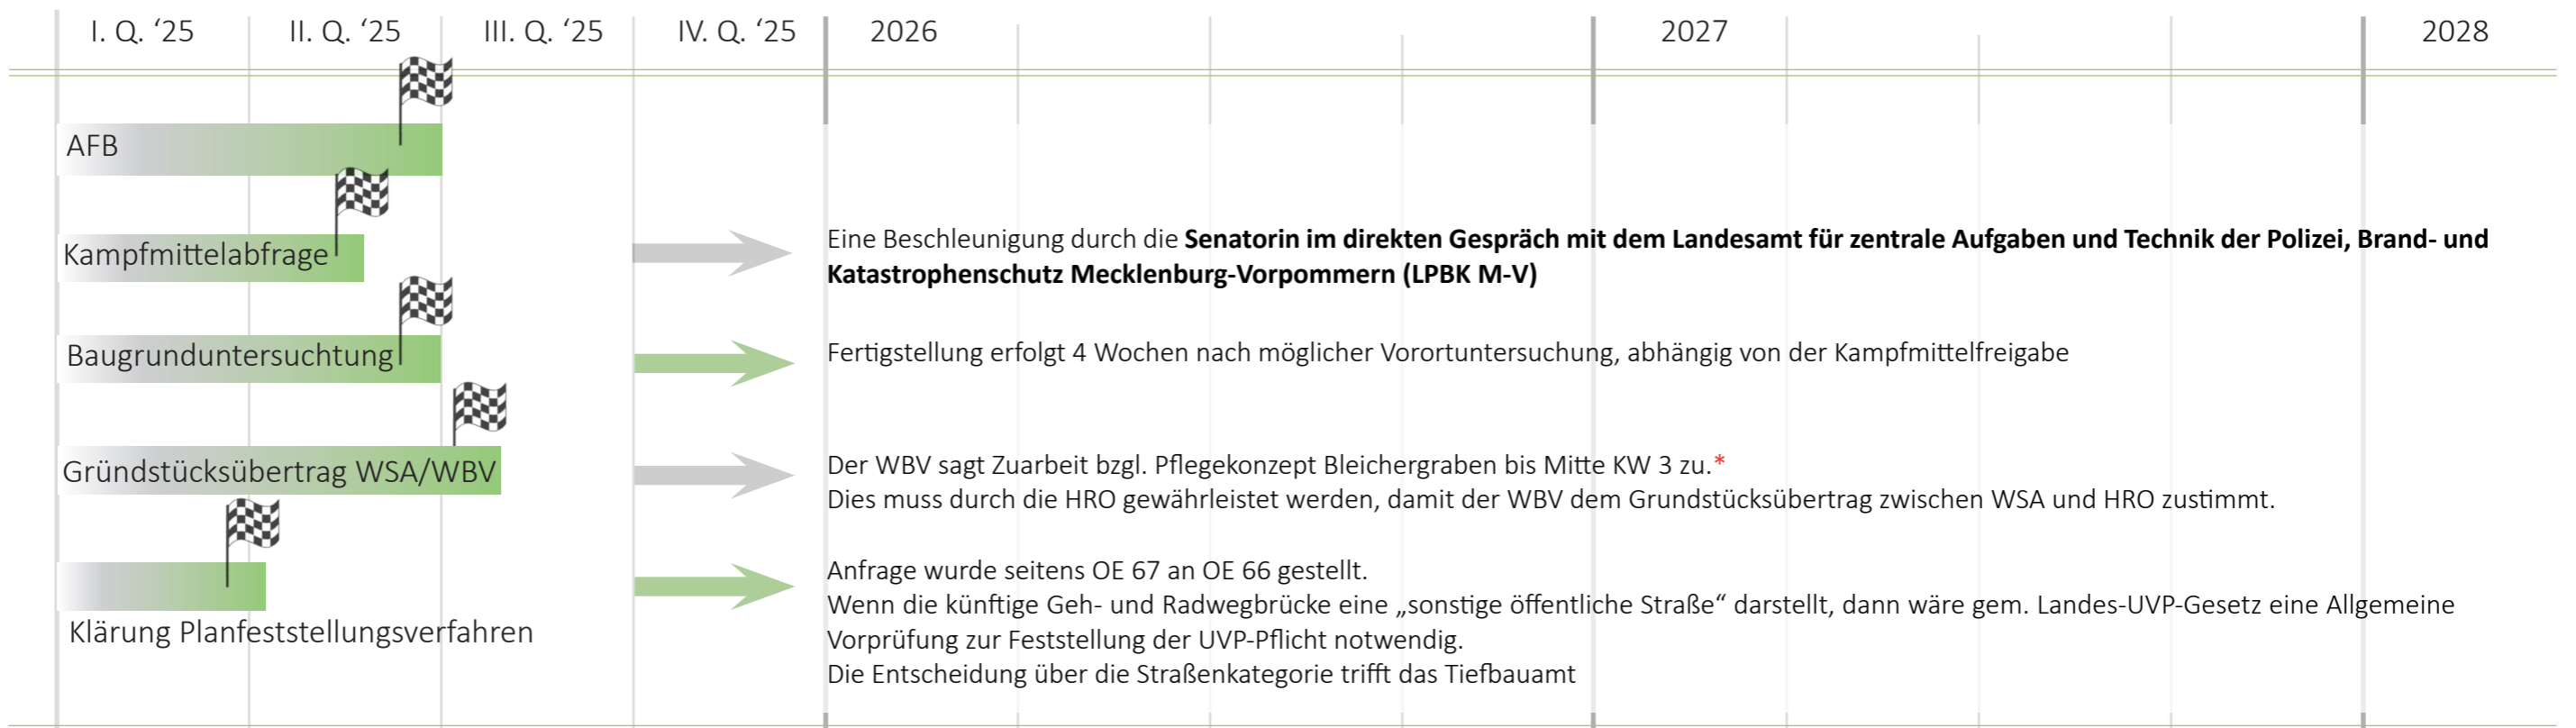 I. Q. ‘25 II. Q. ‘25 III. Q. ‘25 IV. Q. ‘25 2026 2027 2028
AFB
Kampfmittelabfrage
Eine Beschleunigung durch die Senatorin im direkten Gespräch mit dem Landesamt für zentrale Aufgaben und Technik der Polizei, Brand- und
Katastrophenschutz Mecklenburg-Vorpommern (LPBK M-V)
Baugrunduntersuchtung
Fertigstellung erfolgt 4 Wochen nach möglicher Vorortuntersuchung, abhängig von der Kampfmittelfreigabe
Gründstücksübertrag WSA/WBV
Der WBV sagt Zuarbeit bzgl. Pflegekonzept Bleichergraben bis Mitte KW 3 zu.*
Dies muss durch die HRO gewährleistet werden, damit der WBV dem Grundstücksübertrag zwischen WSA und HRO zustimmt.
Klärung Planfeststellungsverfahren
Anfrage wurde seitens OE 67 an OE 66 gestellt.
Wenn die künftige Geh- und Radwegbrücke eine „sonstige öffentliche Straße“ darstellt, dann wäre gem. Landes-UVP-Gesetz eine Allgemeine
Vorprüfung zur Feststellung der UVP-Pflicht notwendig.
Die Entscheidung über die Straßenkategorie trifft das Tiefbauamt